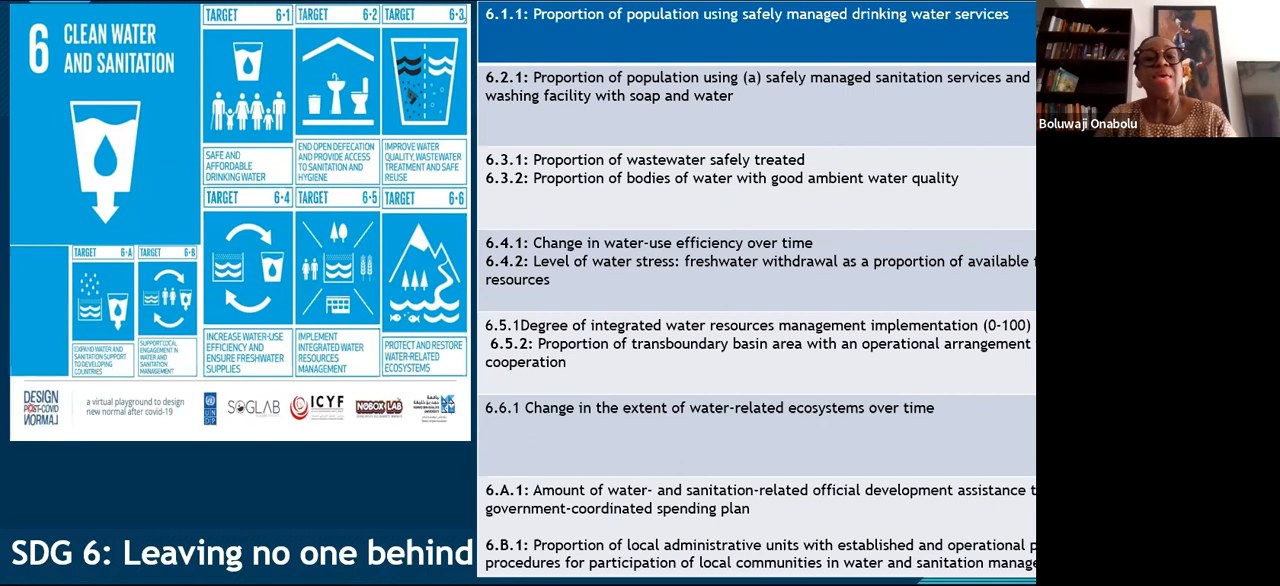 6 CLEAN WATER
AND SANITATION
TARGET 6·1
SAFE AND
AFFORDABLE
DRINKING WATER
TARGET 6·2
END OPEN DEFECATION
AND PROVIDE ACCESS
TO SANITATION AND
HYGIENE
TARGET 6·3
IMPROVE WATER
QUALITY, WASTEWATER
TREATMENT AND SAFE
REUSE
TARGET 6·4
INCREASE WATER-USE
EFFICIENCY AND
ENSURE FRESHWATER
SUPPLIES
TARGET 6·5
IMPLEMENT
INTEGRATED WATER
RESOURCES
MANAGEMENT
TARGET 6·6
PROTECT AND RESTORE
WATER-RELATED
ECOSYSTEMS
TARGET 6·A
EXPAND WATER AND
SANITATION SUPPORT
TO DEVELOPING
COUNTRIES
TARGET 6·B
SUPPORT LOCAL
ENGAGEMENT IN
WATER AND
SANITATION
MANAGEMENT
DESIGN
POST-COVID
NORMAL
a virtual playground to design
new normal after covid-19
UN
DP
SOGLAB
ICYF
NOBOX LAB
SDG 6: Leaving no one behind
6.1.1: Proportion of population using safely managed drinking water services
6.2.1: Proportion of population using (a) safely managed sanitation services and
washing facility with soap and water
6.3.1: Proportion of wastewater safely treated
6.3.2: Proportion of bodies of water with good ambient water quality
6.4.1: Change in water-use efficiency over time
6.4.2: Level of water stress: freshwater withdrawal as a proportion of available
resources
6.5.1Degree of integrated water resources management implementation (0-100)
6.5.2: Proportion of transboundary basin area with an operational arrangement
cooperation
6.6.1 Change in the extent of water-related ecosystems over time
6.A.1: Amount of water- and sanitation-related official development assistance
government-coordinated spending plan
6.B.1: Proportion of local administrative units with established and operational
procedures for participation of local communities in water and sanitation
Boluwaji Onabolu